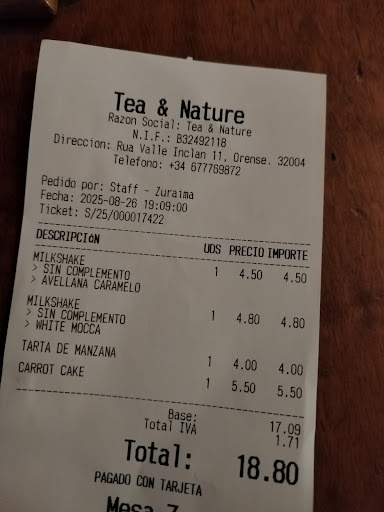 Tea & Nature
Razon Social: Tea & Nature
N.I.F.: B32492118
Direccion: Rua Valle Inclan 11, Orense. 32004
Telefono: +34 677769872
Pedido por: Staff - Zuraima
Fecha: 2025-08-26 19:09:00
Ticket: S/25/000017422
DESCRIPCIóN UDS PRECIO IMPORTE
MILKSHAKE 1 4.50 4.50
> SIN COMPLEMENTO
> AVELLANA CARAMELO
MILKSHAKE 1 4.80 4.80
> SIN COMPLEMENTO
> WHITE MOCCA
TARTA DE MANZANA 1 4.00 4.00
CARROT CAKE 1 5.50 5.50
Base: 17.09
Total IVA 1.71
Total: 18.80
PAGADO CON TARJETA
Mesa 7